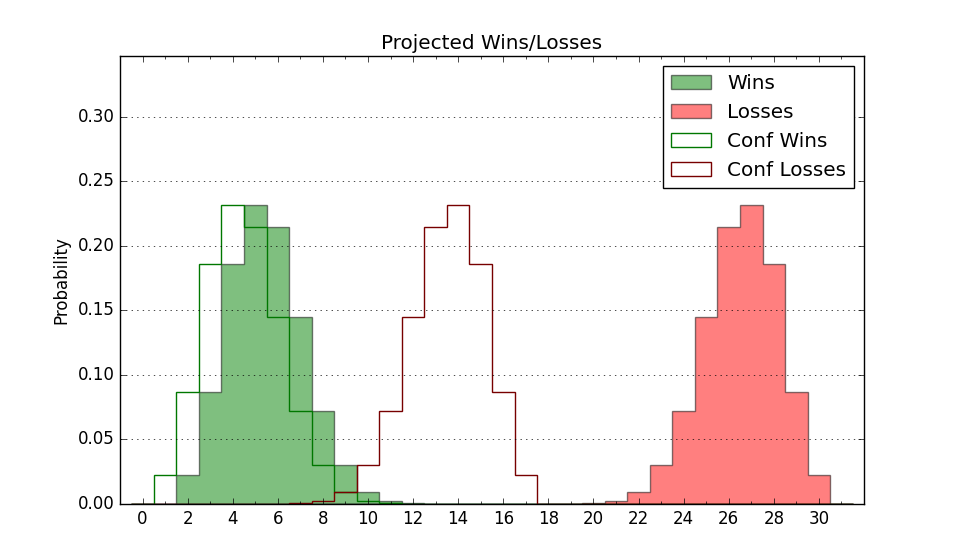 Projected Wins/Losses
Wins
Losses
Conf Wins
Conf Losses
Probability
0.30
0.25
0.20
0.15
0.10
0.05
0.00
0 2 4 6 8 10 12 14 16 18 20 22 24 26 28 30